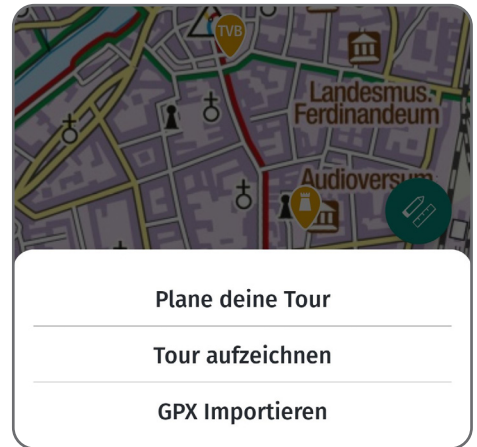 TVB
Landesmus.
Ferdinandeum
Audioversum
Plane deine Tour
Tour aufzeichnen
GPX Importieren